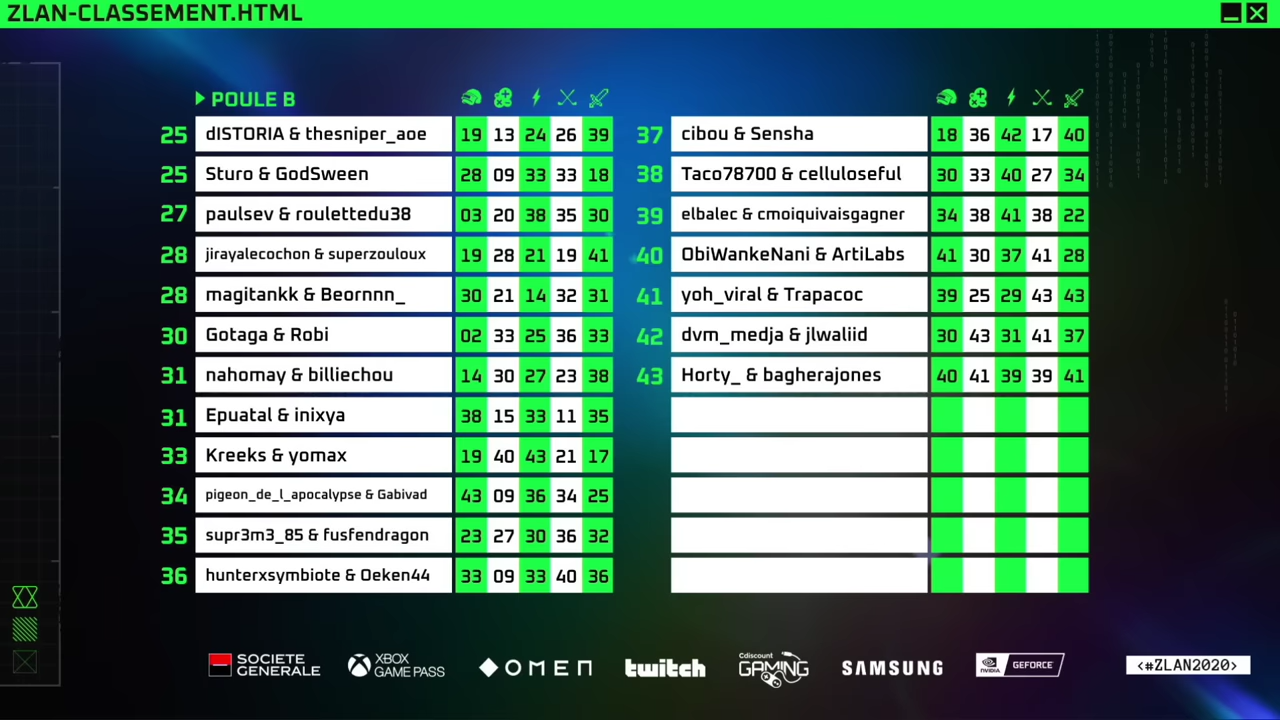 ZLAN-CLASSEMENT.HTML
POULE B
25 dISTORIA & thesniper_aoe 19 13 24 26 39
25 Sturo & GodSween 28 09 33 33 18
27 paulsev & roulettedu38 03 20 38 35 30
28 jirayalecochon & superzouloux 19 28 21 19 41
28 magitankk & Beornnn_ 30 21 14 32 31
30 Gotaga & Robi 02 33 25 36 33
31 nahomay & billiechou 14 30 27 23 38
31 Epuatal & inixya 38 15 33 11 35
33 Kreeks & yomax 19 40 43 21 17
34 pigeon_de_l_apocalypse & Gabivad 43 09 36 34 25
35 supr3m3_85 & fusfendragon 23 27 30 36 32
36 hunterxsymbiote & Oeken44 33 09 33 40 36
37 cibou & Sensha 18 36 42 17 40
38 Taco78700 & celluloseful 30 33 40 27 34
39 elbalec & cmoiquivaisgagner 34 38 41 38 22
40 ObiWankeNani & ArtiLabs 41 30 37 41 28
41 yoh_viral & Trapacoc 39 25 29 43 43
42 dvm_medja & jlwaliid 30 43 31 41 37
43 Horty_ & bagherajones 40 41 39 39 41
SOCIETE GENERALE
XBOX GAME PASS
OMEN
twitch
Cdiscount GAMING
SAMSUNG
NVIDIA GEFORCE
<#ZLAN2020>